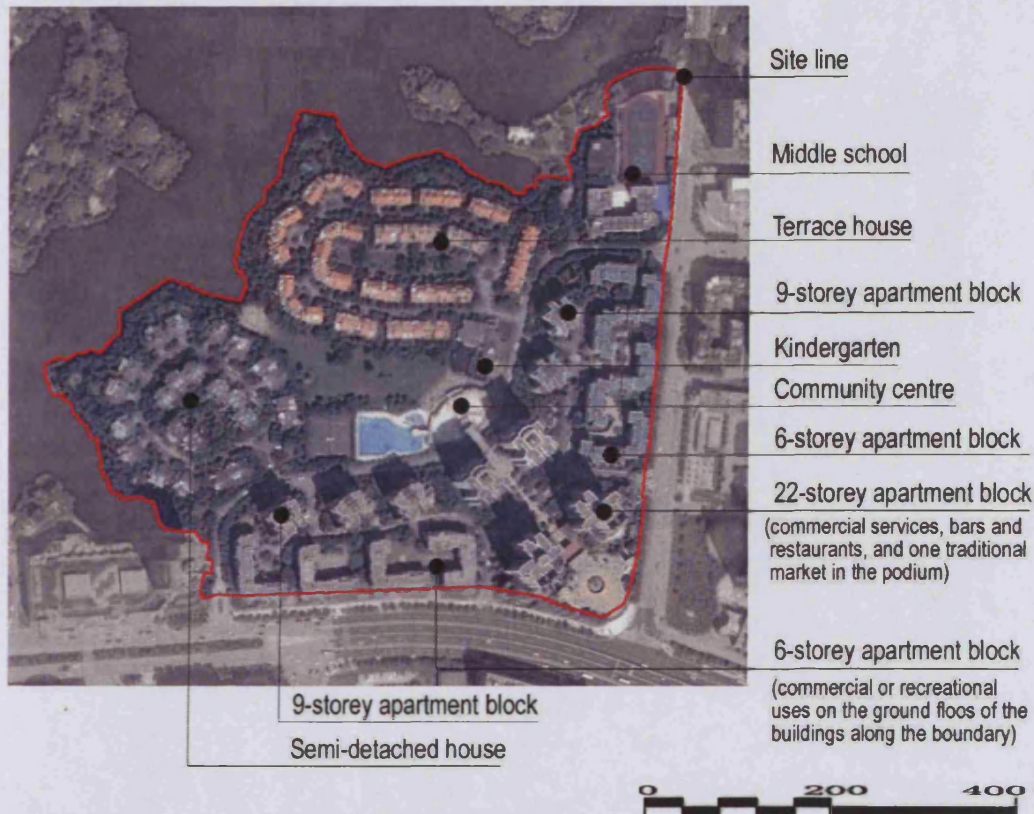 Site line
Middle school
Terrace house
9-storey apartment block
Kindergarten
Community centre
6-storey apartment block
22-storey apartment block
(commercial services, bars and
restaurants, and one traditional
market in the podium)
6-storey apartment block
(commercial or recreational
uses on the ground floos of the
buildings along the boundary)
9-storey apartment block
Semi-detached house
0 200 400